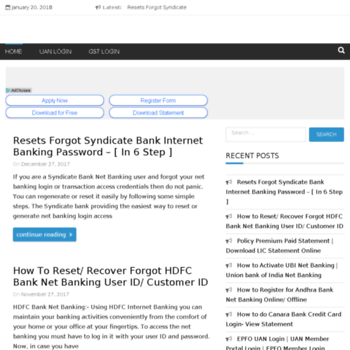 January 20, 2018
Latest:
Resets Forgot Syndicate
HOME
UAN LOGIN
GST LOGIN
AdChoices
Apply Now
Register Form
Download for Free
Download Statement
Resets Forgot Syndicate Bank Internet
Banking Password – [ In 6 Step ]
On December 27, 2017
If you are a Syndicate Bank Net Banking user and forgot your net
banking login or transaction access credentials then do not panic.
You can regenerate or reset it easily by following some simple
steps. The Syndicate bank providing the easiest way to reset or
generate net banking login access
continue reading
How To Reset/ Recover Forgot HDFC
Bank Net Banking User ID/ Customer ID
On November 27, 2017
HDFC Bank Net Banking:- Using HDFC Internet Banking you can
maintain your banking activities conveniently from the comfort of
your home or your office at your fingertips. To access the net
banking you must have to log in it with your user ID and password.
Now, in case you have
Search ...
SEARCH
RECENT POSTS
Resets Forgot Syndicate Bank
Internet Banking Password – [ In 6 Step ]
How to Reset/ Recover Forgot HDFC
Bank Net Banking User ID/ Customer ID
Policy Premium Paid Statement |
Download LIC Statement Online
How to Activate UBI Net Banking |
Union bank of India Net Banking
How to Register for Andhra Bank
Net Banking Online/ Offline
How to do Canara Bank Credit Card
Login- View Statement
EPFO UAN Login | UAN Member
Portal Login | EPFO Member Login